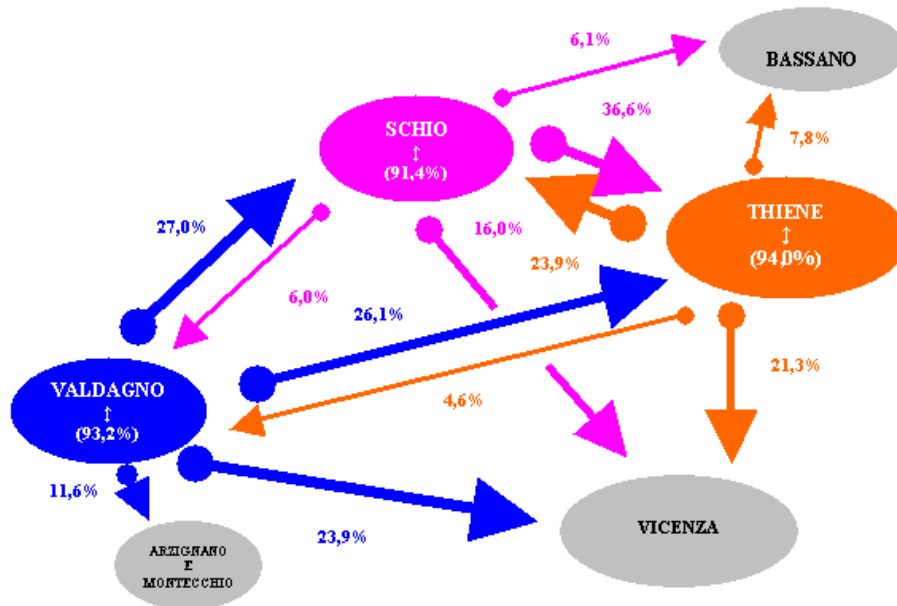 6,1%
BASSANO
36,6%
SCHIO
↕
(91,4%)
7,8%
THIENE
↕
(94,0%)
27,0%
16,0%
23,9%
6,0%
26,1%
21,3%
VALDAGNO
↕
(93,2%)
4,6%
11,6%
23,9%
VICENZA
ARZIGNANO
E
MONTECCHIO